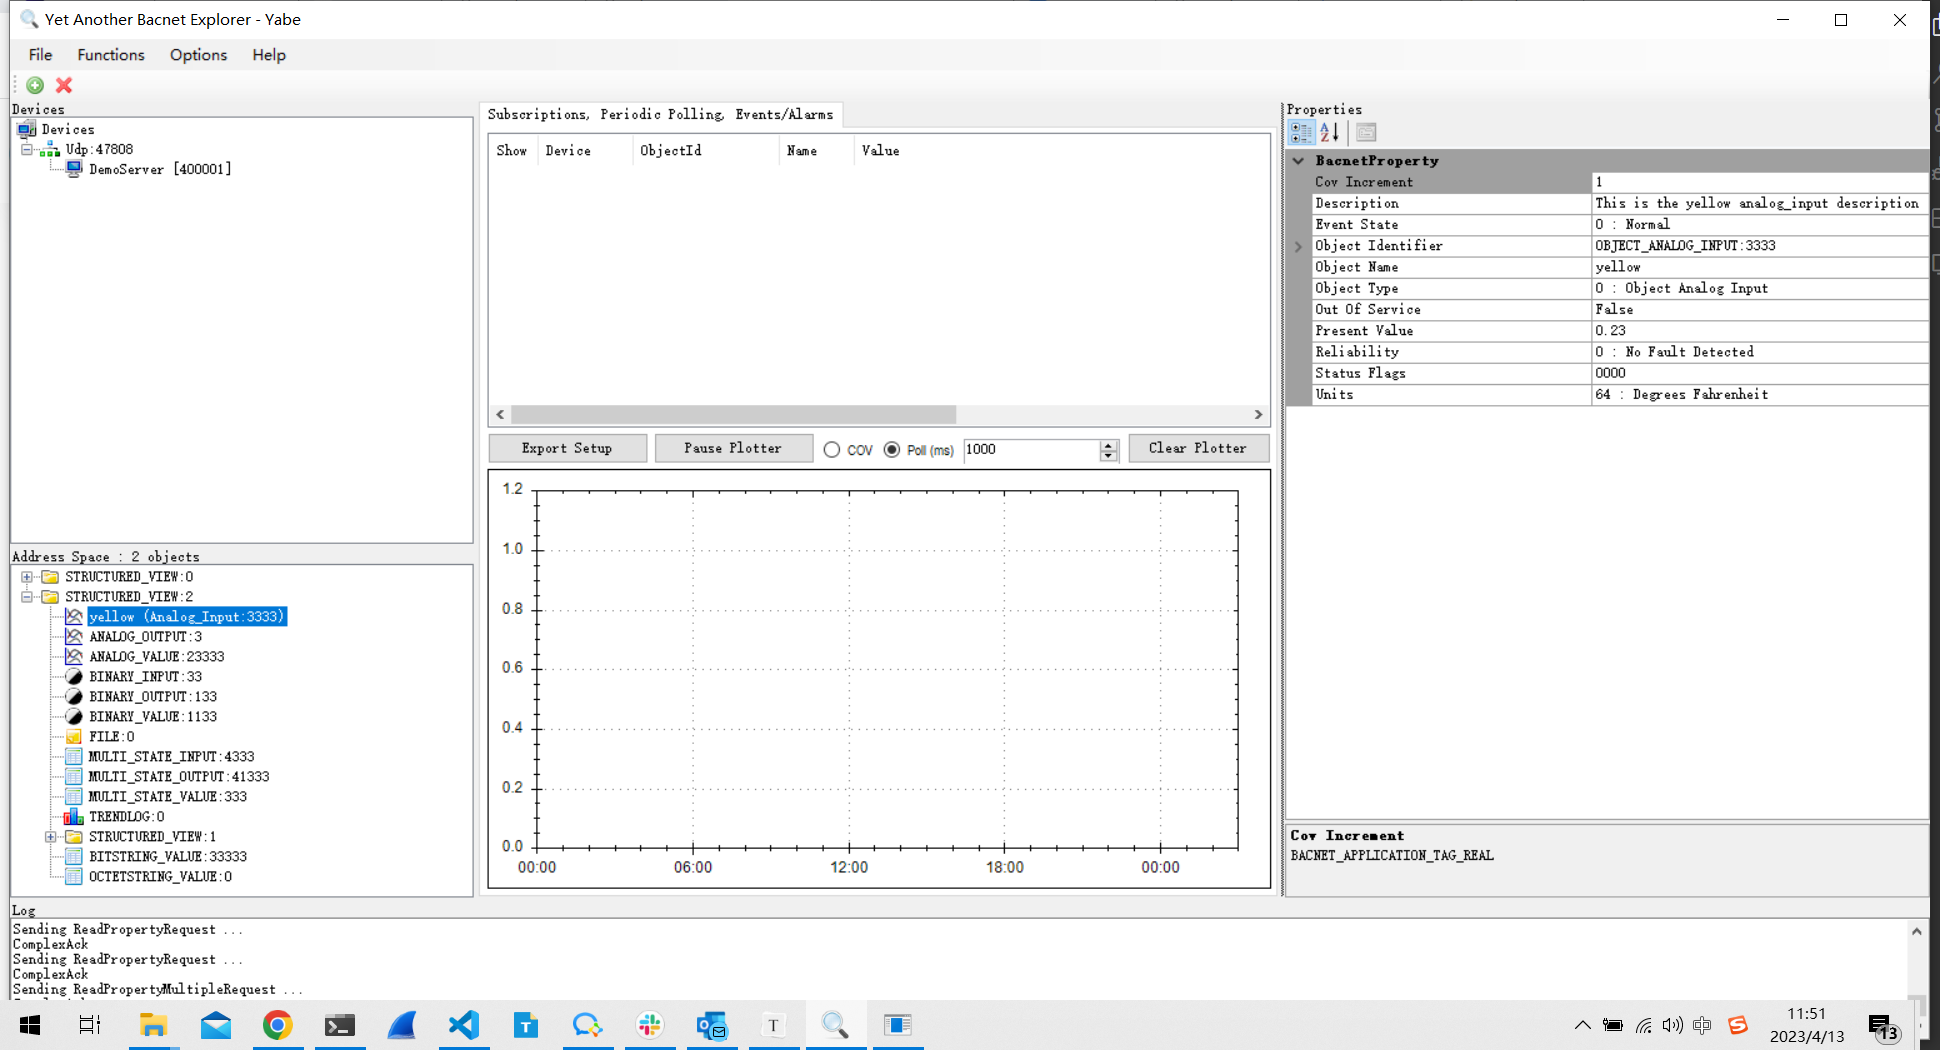 Yet Another Bacnet Explorer - Yabe
File Functions Options Help
Devices
Devices
Udp:47808
DemoServer [400001]
Address Space : 2 objects
STRUCTURED_VIEW:0
STRUCTURED_VIEW:2
yellow (Analog_Input:3333)
ANALOG_OUTPUT:3
ANALOG_VALUE:23333
BINARY_INPUT:33
BINARY_OUTPUT:133
BINARY_VALUE:1133
FILE:0
MULTI_STATE_INPUT:4333
MULTI_STATE_OUTPUT:41333
MULTI_STATE_VALUE:333
TRENDLOG:0
STRUCTURED_VIEW:1
BITSTRING_VALUE:33333
OCTETSTRING_VALUE:0
Subscriptions, Periodic Polling, Events/Alarms
Show Device ObjectId Name Value
Export Setup Pause Plotter COV Poll (ms) 1000 Clear Plotter
1.2
1.0
0.8
0.6
0.4
0.2
0.0
00:00 06:00 12:00 18:00 00:00
Properties
BacnetProperty
Cov Increment 1
Description This is the yellow analog_input description
Event State 0 : Normal
Object Identifier OBJECT_ANALOG_INPUT:3333
Object Name yellow
Object Type 0 : Object Analog Input
Out Of Service False
Present Value 0.23
Reliability 0 : No Fault Detected
Status Flags 0000
Units 64 : Degrees Fahrenheit
Cov Increment
BACNET_APPLICATION_TAG_REAL
Log
Sending ReadPropertyRequest ...
ComplexAck
Sending ReadPropertyRequest ...
ComplexAck
Sending ReadPropertyMultipleRequest ...
中
11:51
2023/4/13
13